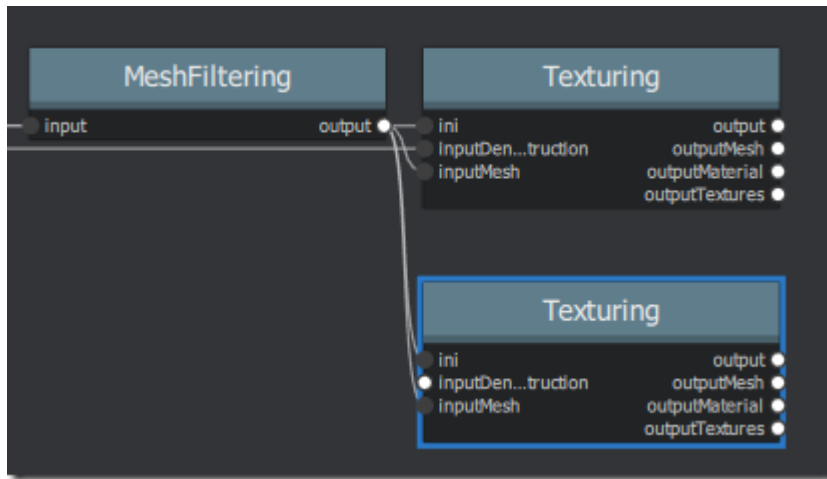 MeshFiltering
input output
Texturing
ini output
inputDen...truction outputMesh
inputMesh outputMaterial
outputTextures
Texturing
ini output
inputDen...truction outputMesh
inputMesh outputMaterial
outputTextures